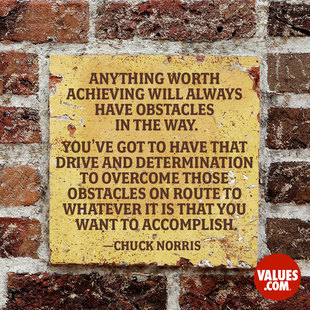 ANYTHING WORTH
ACHIEVING WILL ALWAYS
HAVE OBSTACLES
IN THE WAY.
YOU'VE GOT TO HAVE THAT
DRIVE AND DETERMINATION
TO OVERCOME THOSE
OBSTACLES ON ROUTE TO
WHATEVER IT IS THAT YOU
WANT TO ACCOMPLISH.
—CHUCK NORRIS
VALUES
.COM